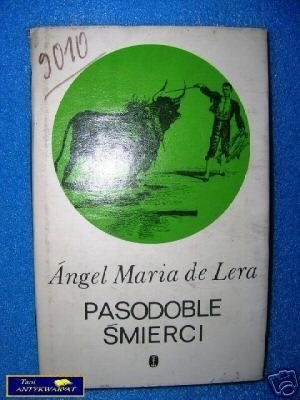 9010
Ángel Maria de Lera
PASODOBLE
ŚMIERCI
Tani
ANTYKWARIAT